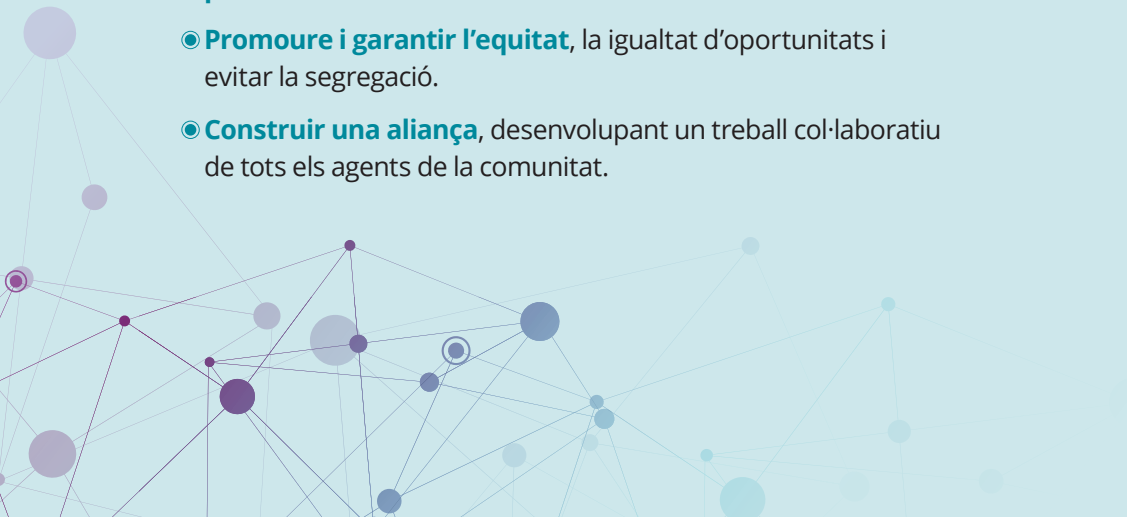 Promoure i garantir l'equitat, la igualtat d'oportunitats i
evitar la segregació.
Construir una aliança, desenvolupant un treball col·laboratiu
de tots els agents de la comunitat.